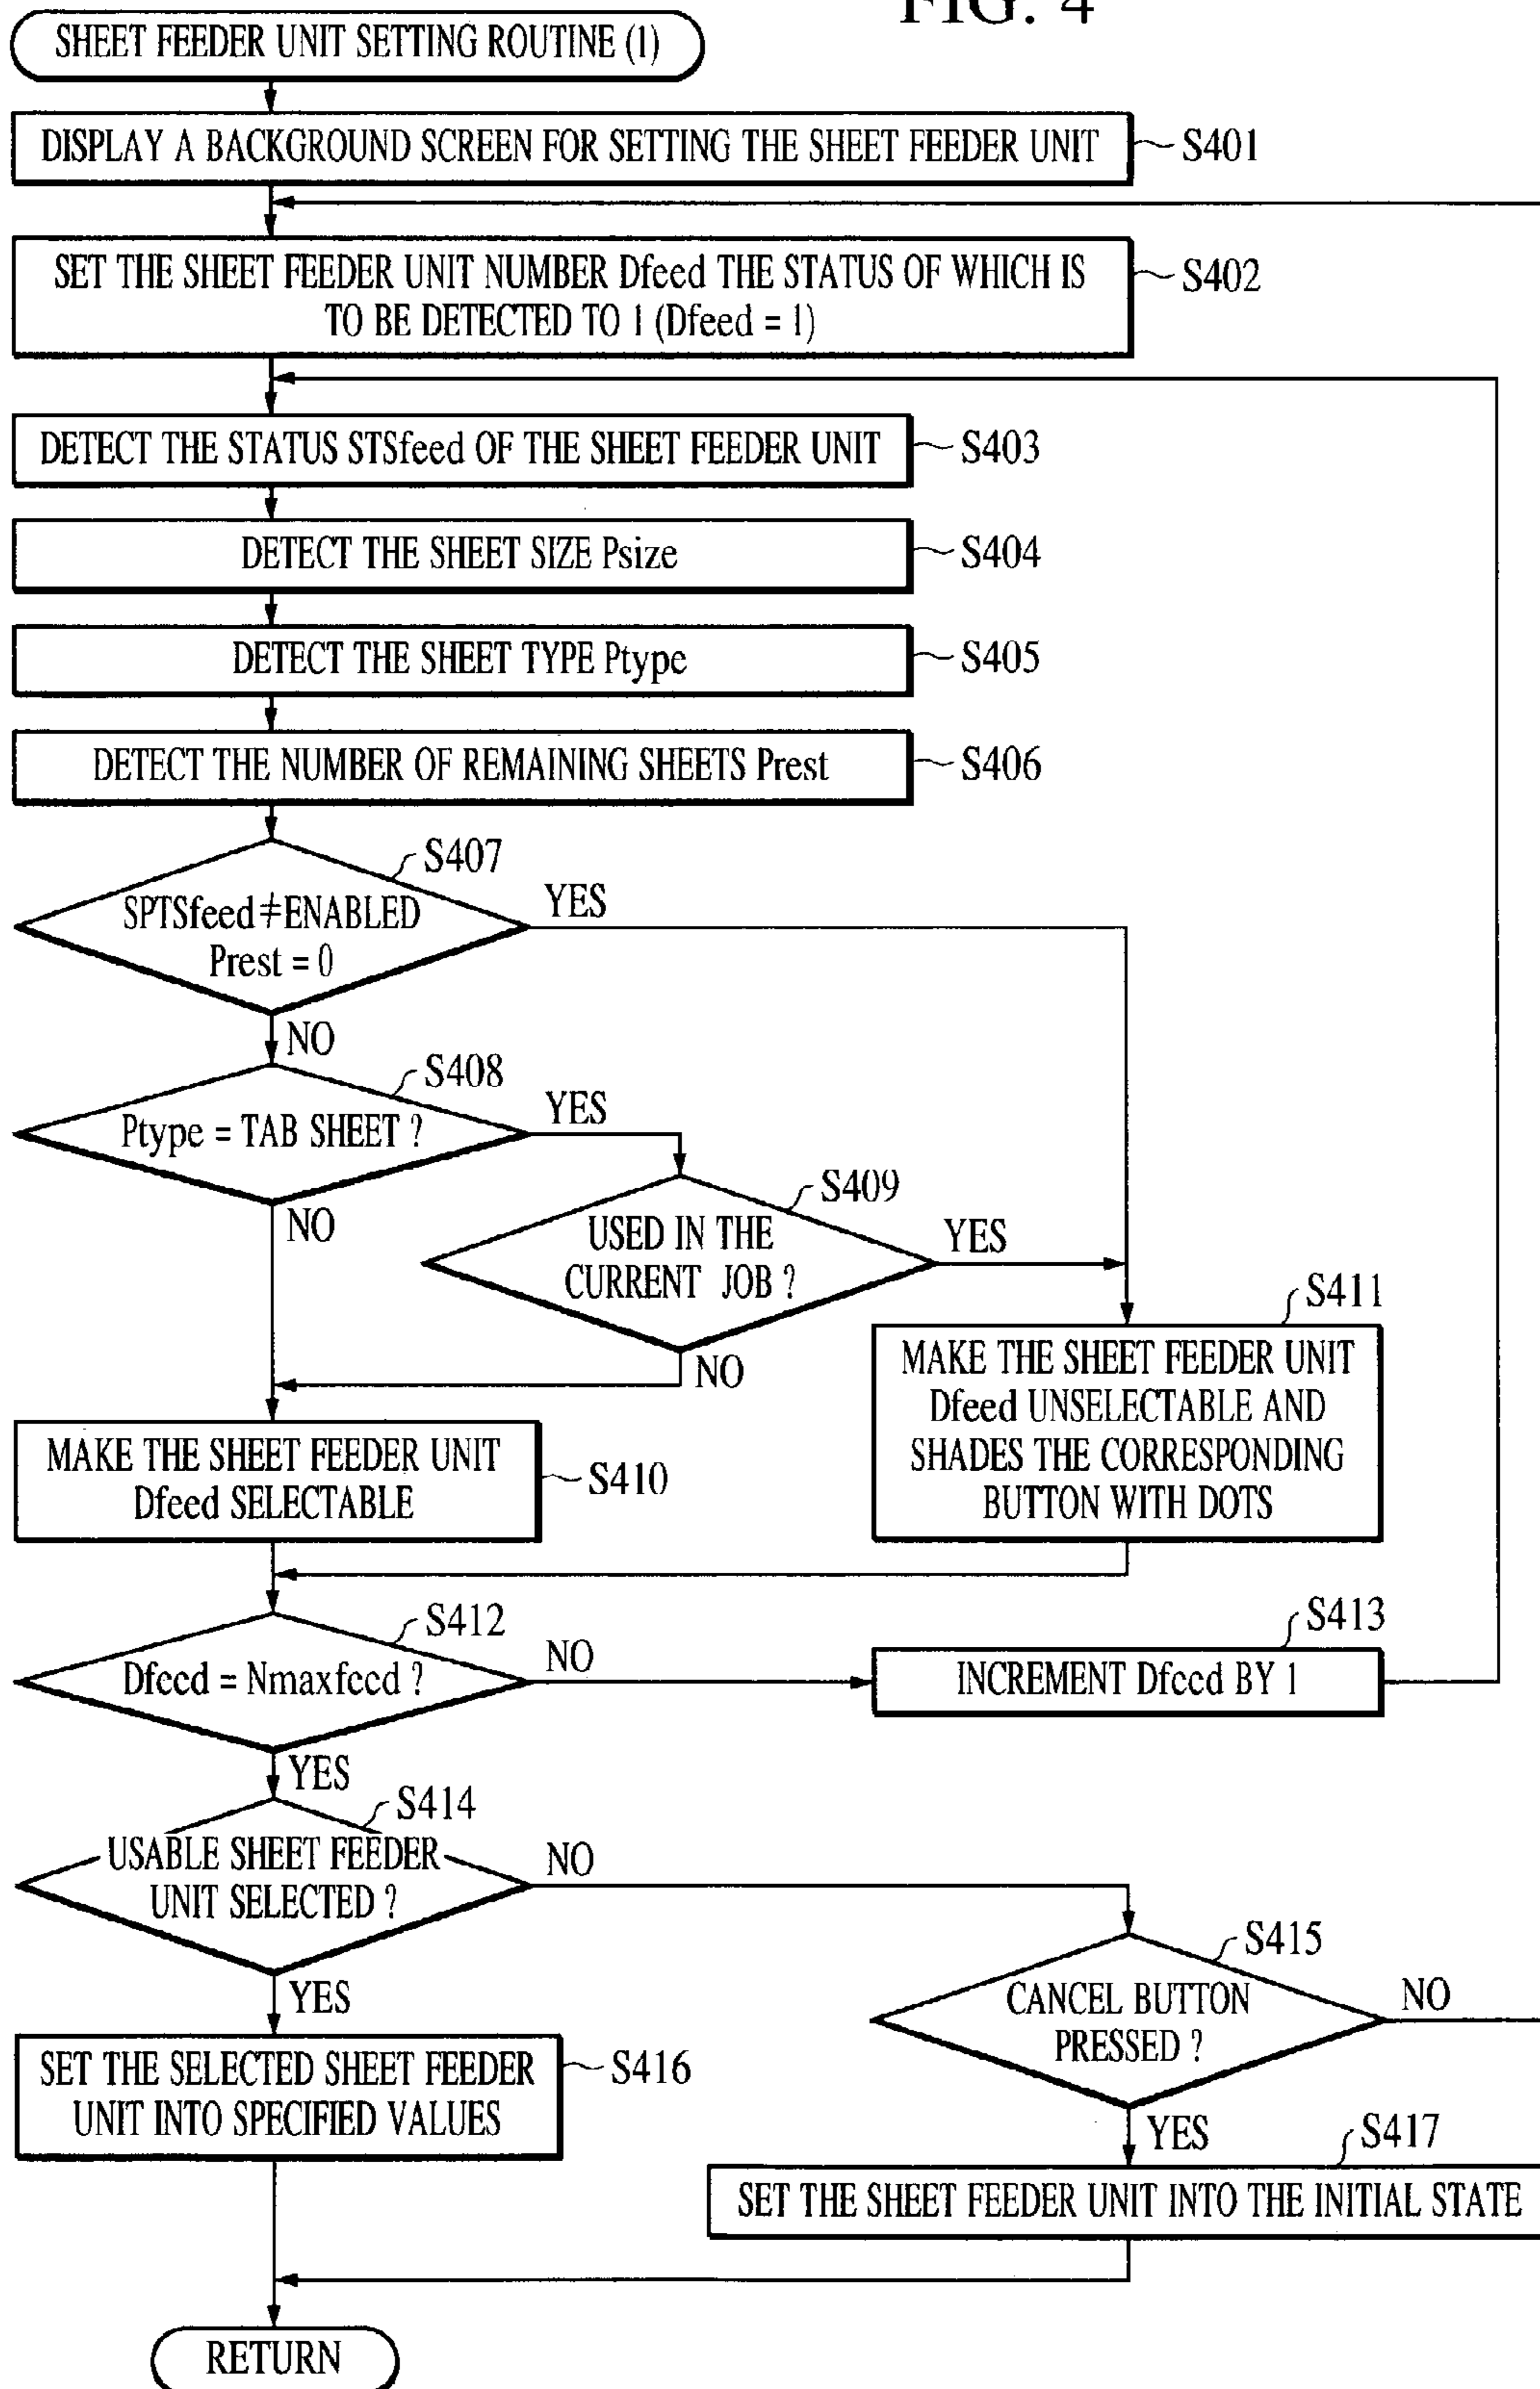 FIG. 4
SHEET FEEDER UNIT SETTING ROUTINE (1)
DISPLAY A BACKGROUND SCREEN FOR SETTING THE SHEET FEEDER UNIT
S401
SET THE SHEET FEEDER UNIT NUMBER Dfeed THE STATUS OF WHICH IS
TO BE DETECTED TO 1 (Dfeed = 1)
S402
DETECT THE STATUS STSfeed OF THE SHEET FEEDER UNIT
S403
DETECT THE SHEET SIZE Psize
S404
DETECT THE SHEET TYPE Ptype
S405
DETECT THE NUMBER OF REMAINING SHEETS Prest
S406
S407
SPTSfeed≠ENABLED
Prest = 0
YES
NO
S408
Ptype = TAB SHEET ?
YES
NO
S409
USED IN THE
CURRENT JOB ?
YES
NO
S411
MAKE THE SHEET FEEDER UNIT
Dfeed UNSELECTABLE AND
SHADES THE CORRESPONDING
BUTTON WITH DOTS
MAKE THE SHEET FEEDER UNIT
Dfeed SELECTABLE
S410
S412
Dfeed = Nmaxfeed ?
NO
YES
S413
INCREMENT Dfeed BY 1
S414
USABLE SHEET FEEDER
UNIT SELECTED ?
NO
YES
S415
CANCEL BUTTON
PRESSED ?
NO
YES
SET THE SELECTED SHEET FEEDER
UNIT INTO SPECIFIED VALUES
S416
S417
SET THE SHEET FEEDER UNIT INTO THE INITIAL STATE
RETURN